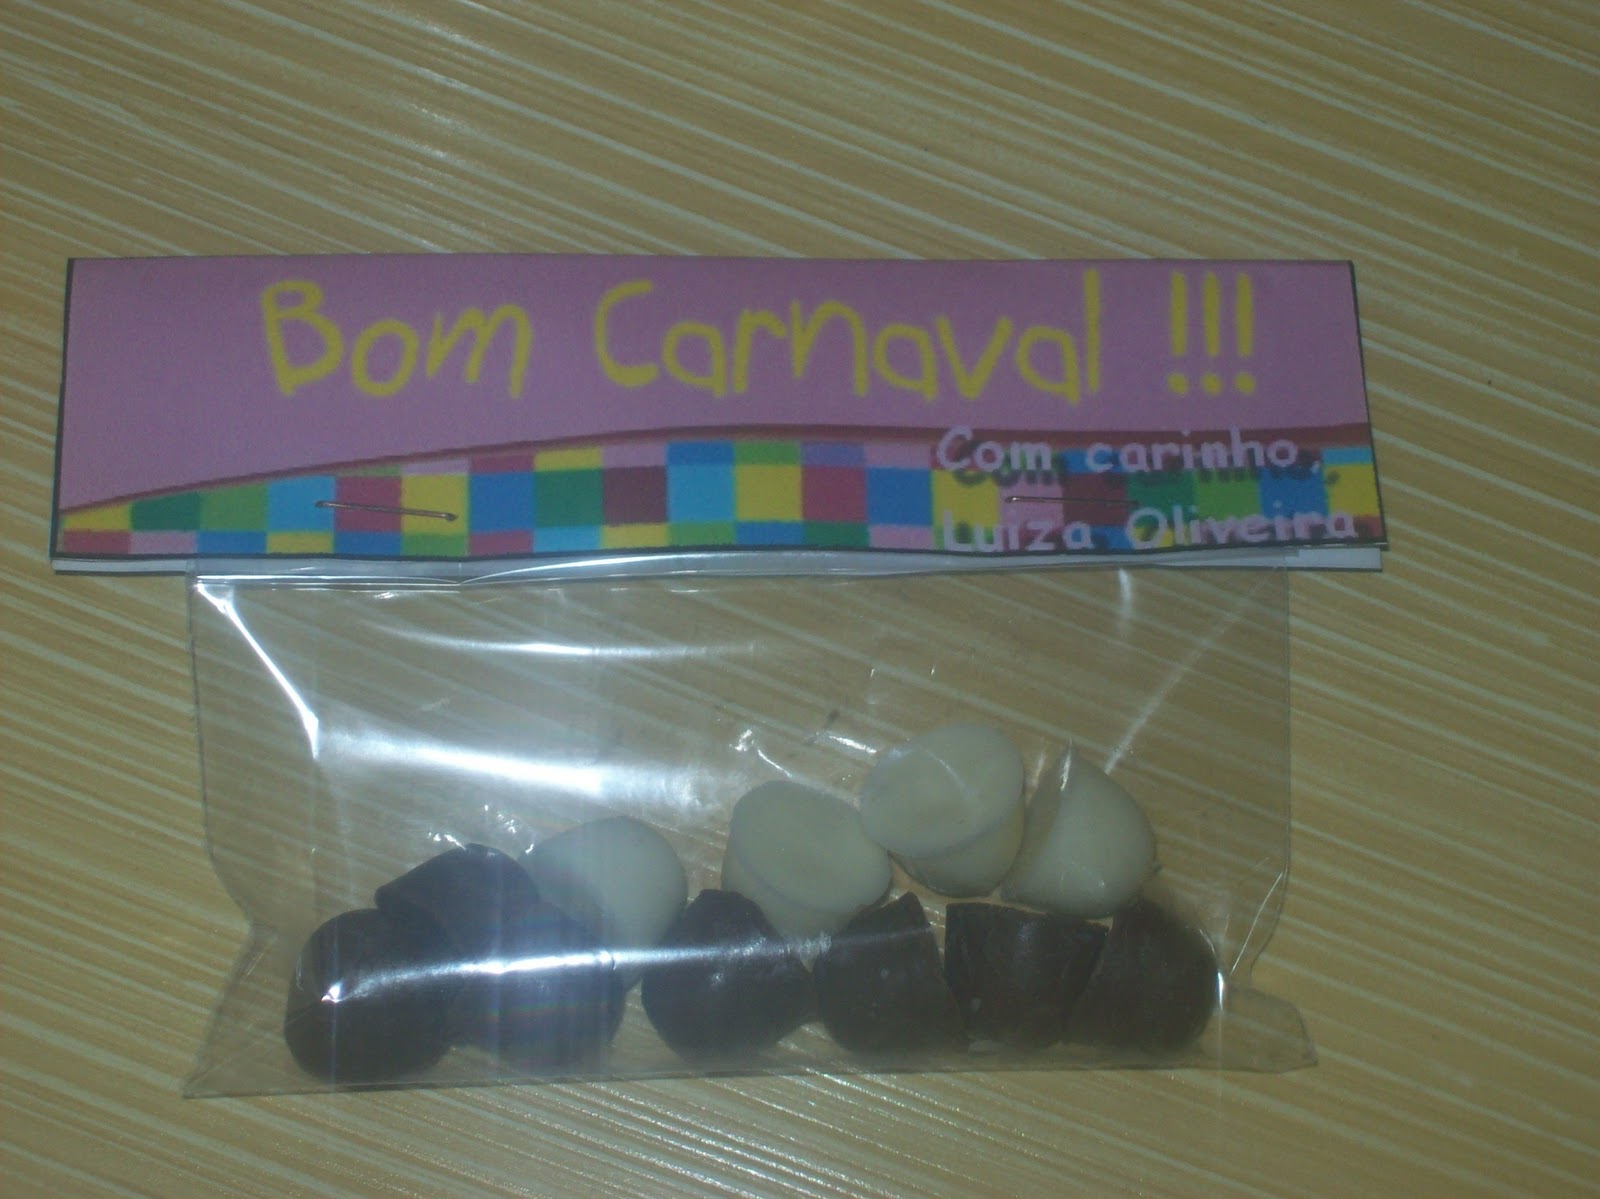 Bom Carnaval !!!
Com carinho,
Luiza Oliveira